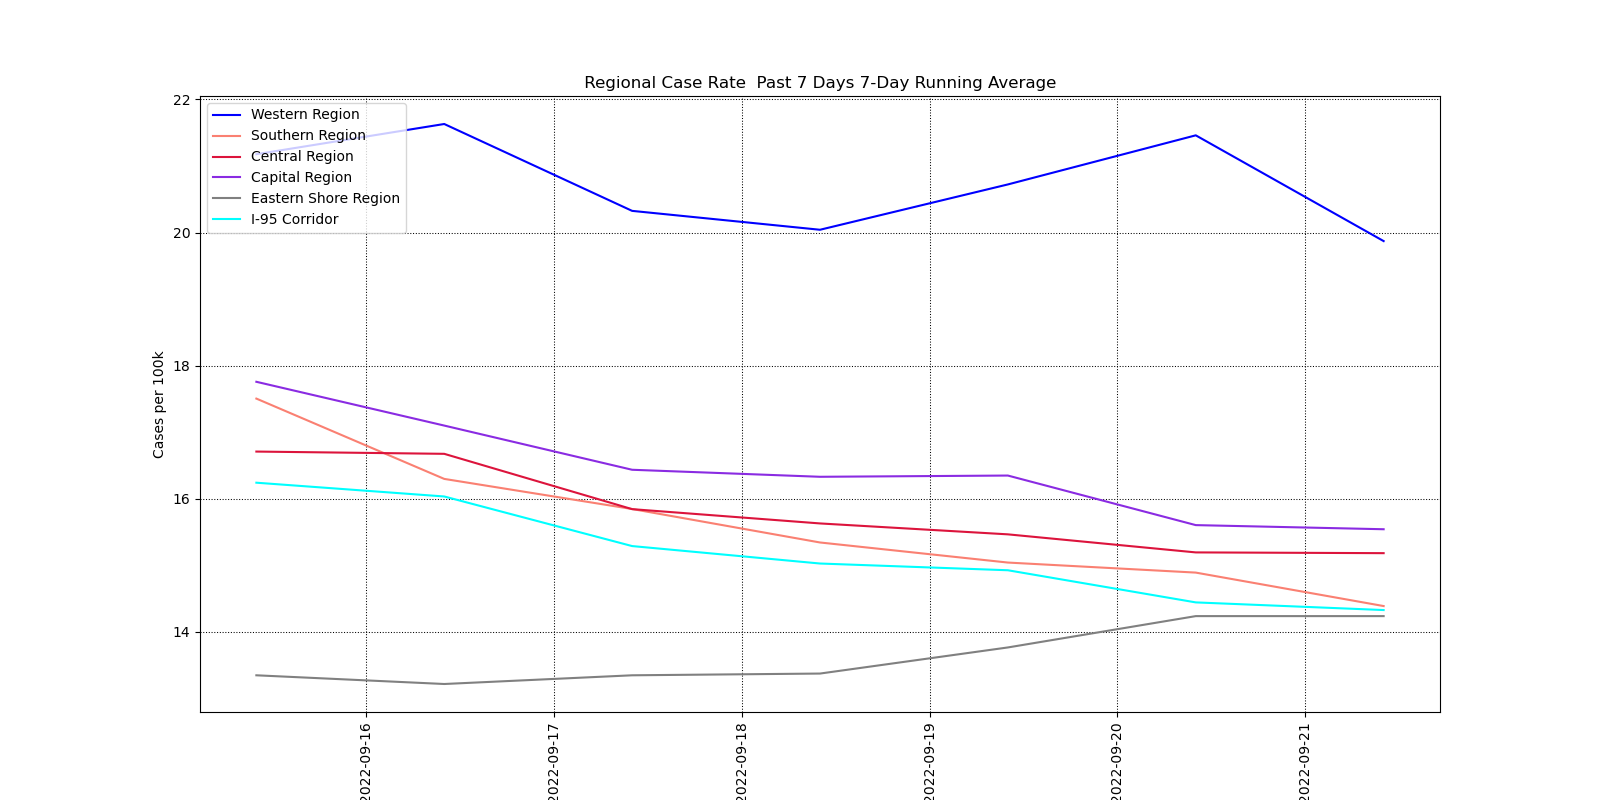 Regional Case Rate  Past 7 Days 7-Day Running Average
Western Region
Southern Region
Central Region
Capital Region
Eastern Shore Region
I-95 Corridor
Cases per 100k
22
20
18
16
14
2022-09-16
2022-09-17
2022-09-18
2022-09-19
2022-09-20
2022-09-21